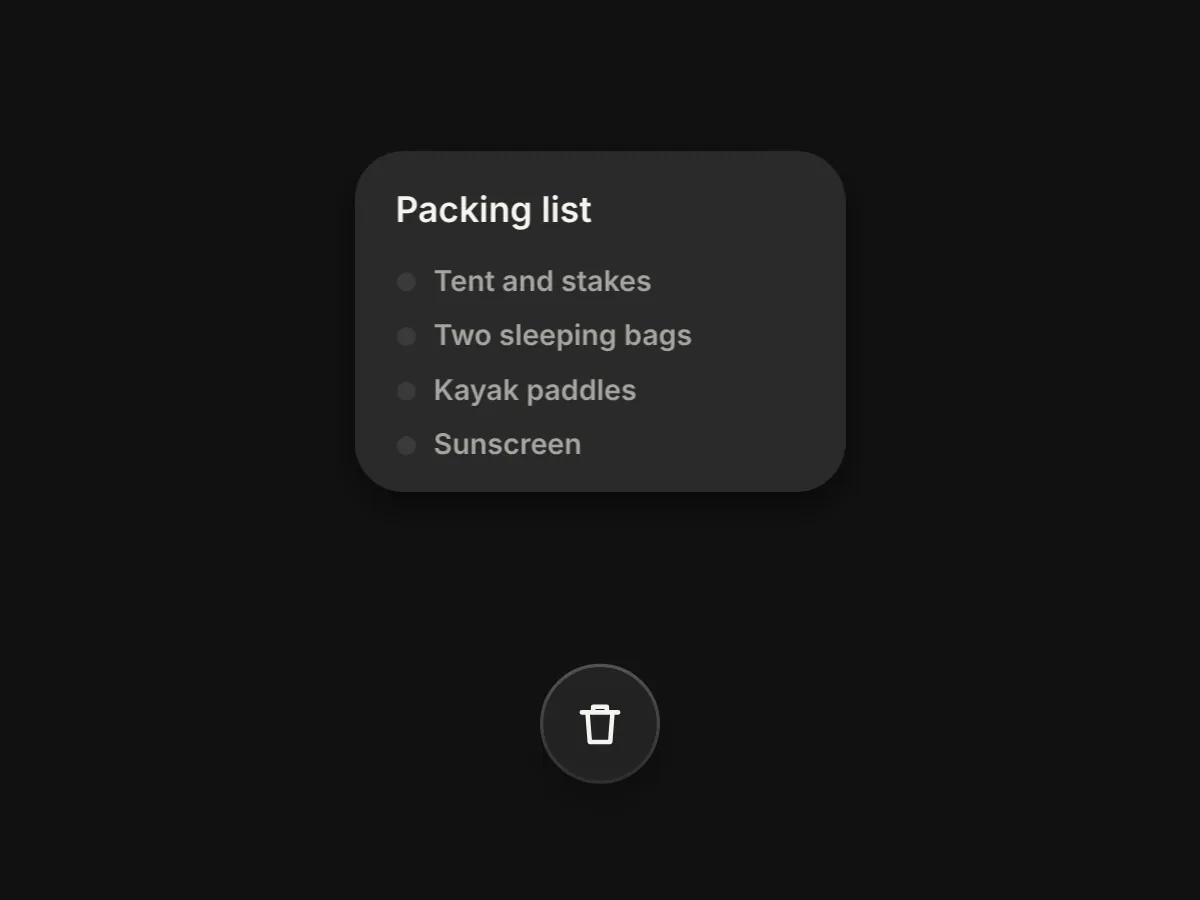 Packing list
Tent and stakes
Two sleeping bags
Kayak paddles
Sunscreen